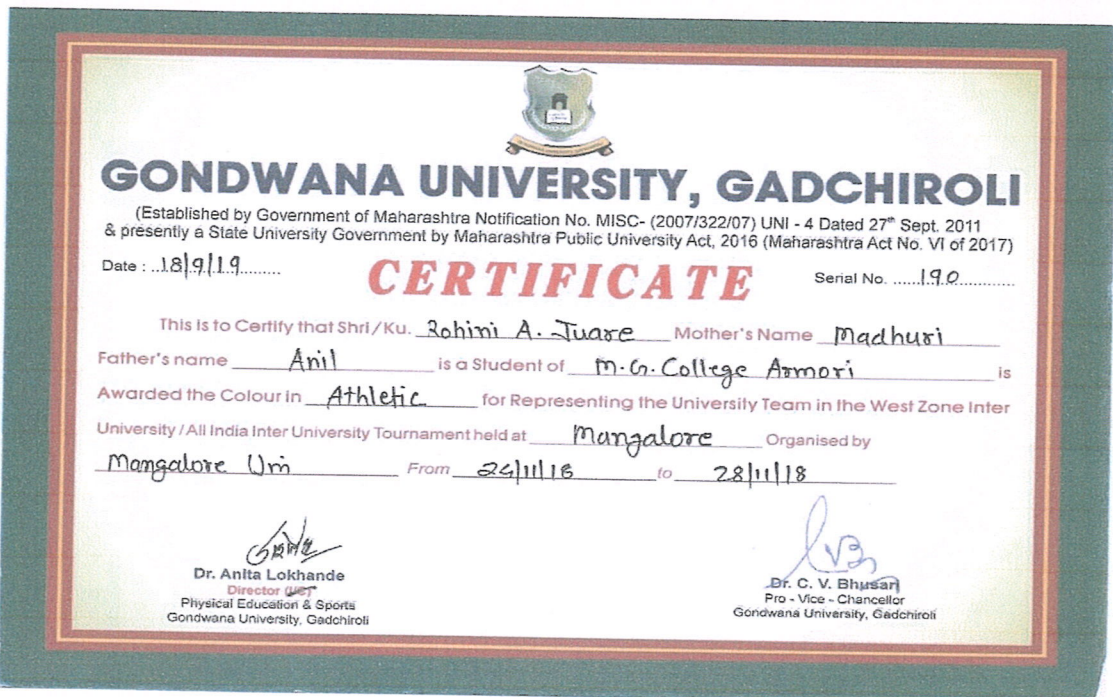 GONDWANA UNIVERSITY, GADCHIROLI
(Established by Government of Maharashtra Notification No. MISC- (2007/322/07) UNI - 4 Dated 27th Sept. 2011
& presently a State University Government by Maharashtra Public University Act, 2016 (Maharashtra Act No. VI of 2017)
Date : ..18/9/19......... CERTIFICATE Serial No. ......190............
This is to Certify that Shri/Ku. Rohini A. Juare Mother's Name Madhuri
Father's name Anil is a Student of M.G. College Armori is
Awarded the Colour in Athletic for Representing the University Team in the West Zone Inter
University / All India Inter University Tournament held at Mangalore Organised by
Mangalore Uni From 24/11/18 to 28/11/18
Dr. Anita Lokhande
Director
Physical Education & Sports
Gondwana University, Gadchiroli
Dr. C. V. Bhusari
Pro - Vice - Chancellor
Gondwana University, Gadchiroli